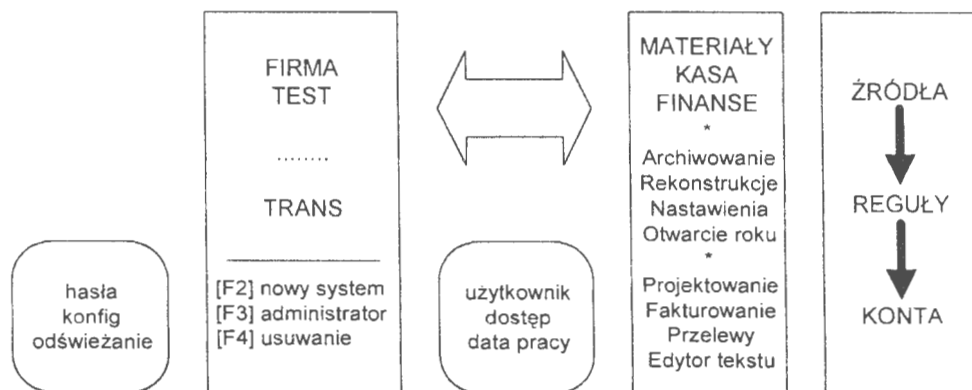 FIRMA
TEST
........
TRANS
[F2] nowy system
[F3] administrator
[F4] usuwanie
hasła
konfig
odświeżanie
użytkownik
dostęp
data pracy
MATERIAŁY
KASA
FINANSE
*
Archiwowanie
Rekonstrukcje
Nastawienia
Otwarcie roku
*
Projektowanie
Fakturowanie
Przelewy
Edytor tekstu
ŹRÓDŁA
REGUŁY
KONTA